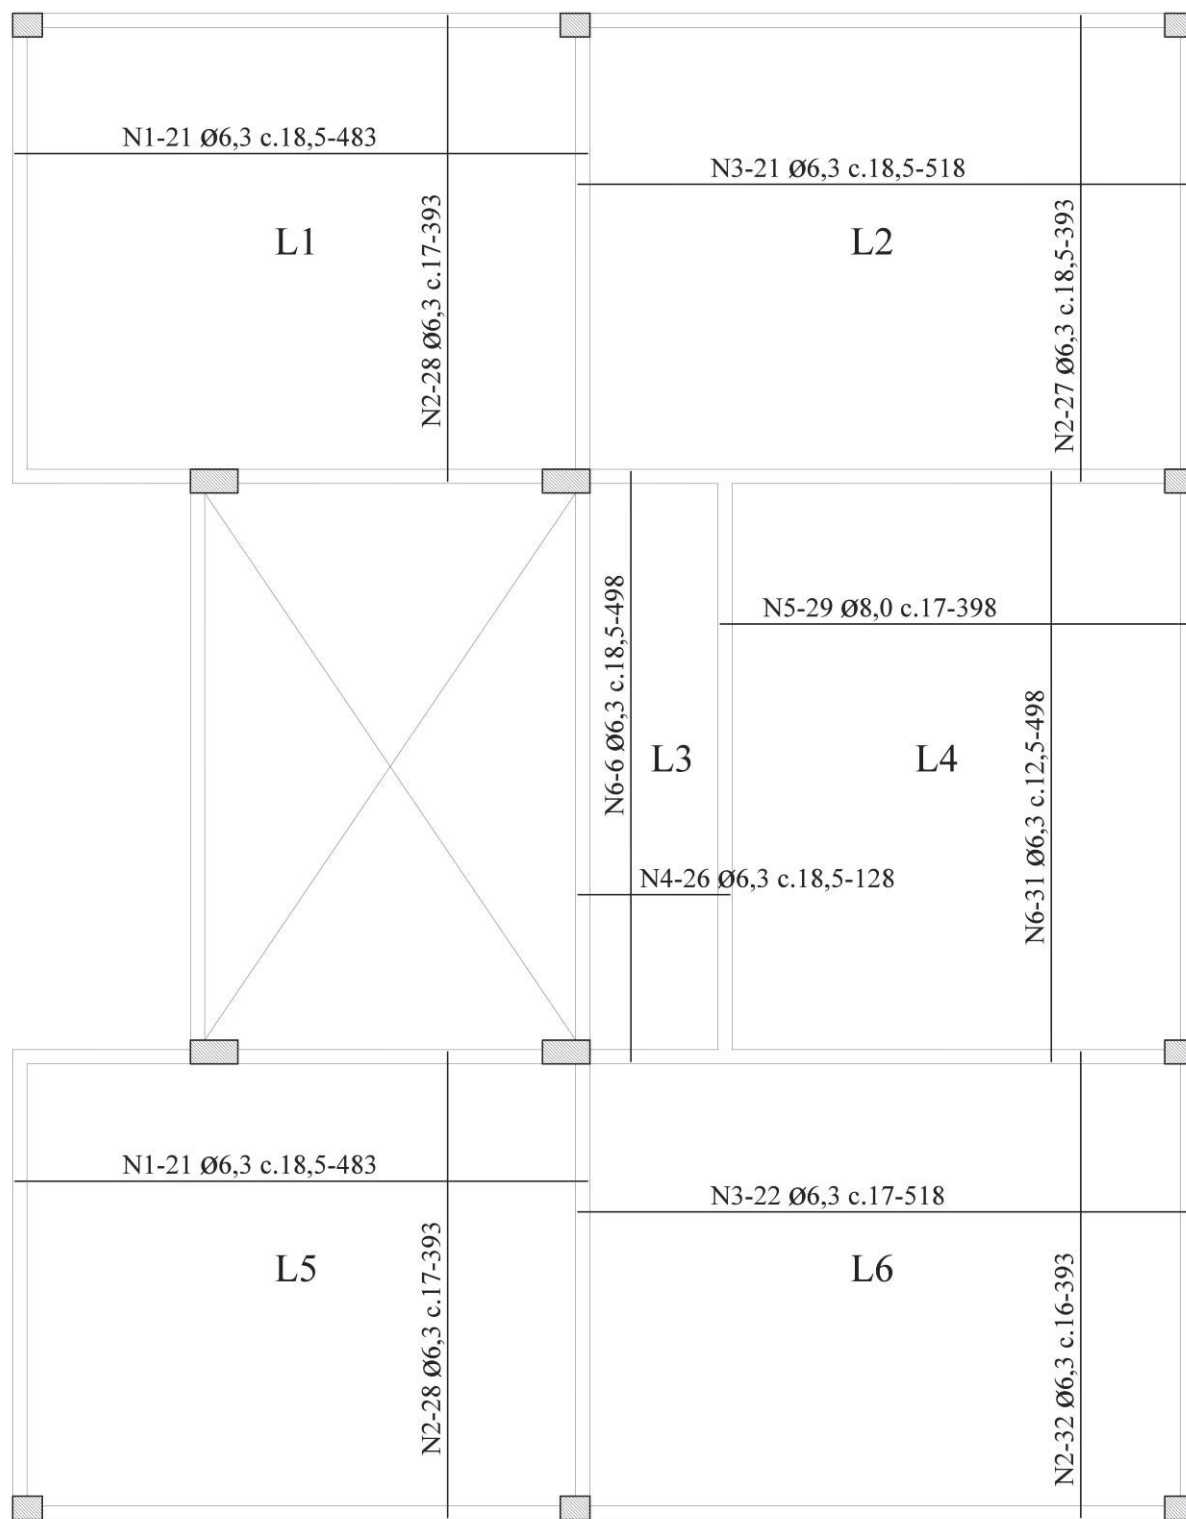 N1-21 Ø6,3 c.18,5-483
N3-21 Ø6,3 c.18,5-518
N2-28 Ø6,3 c.17-393
L1
L2
N2-27 Ø6,3 c.18,5-393
N5-29 Ø8,0 c.17-398
N6-6 Ø6,3 c.18,5-498
L3
L4
N6-31 Ø6,3 c.12,5-498
N4-26 Ø6,3 c.18,5-128
N1-21 Ø6,3 c.18,5-483
N3-22 Ø6,3 c.17-518
N2-28 Ø6,3 c.17-393
L5
L6
N2-32 Ø6,3 c.16-393